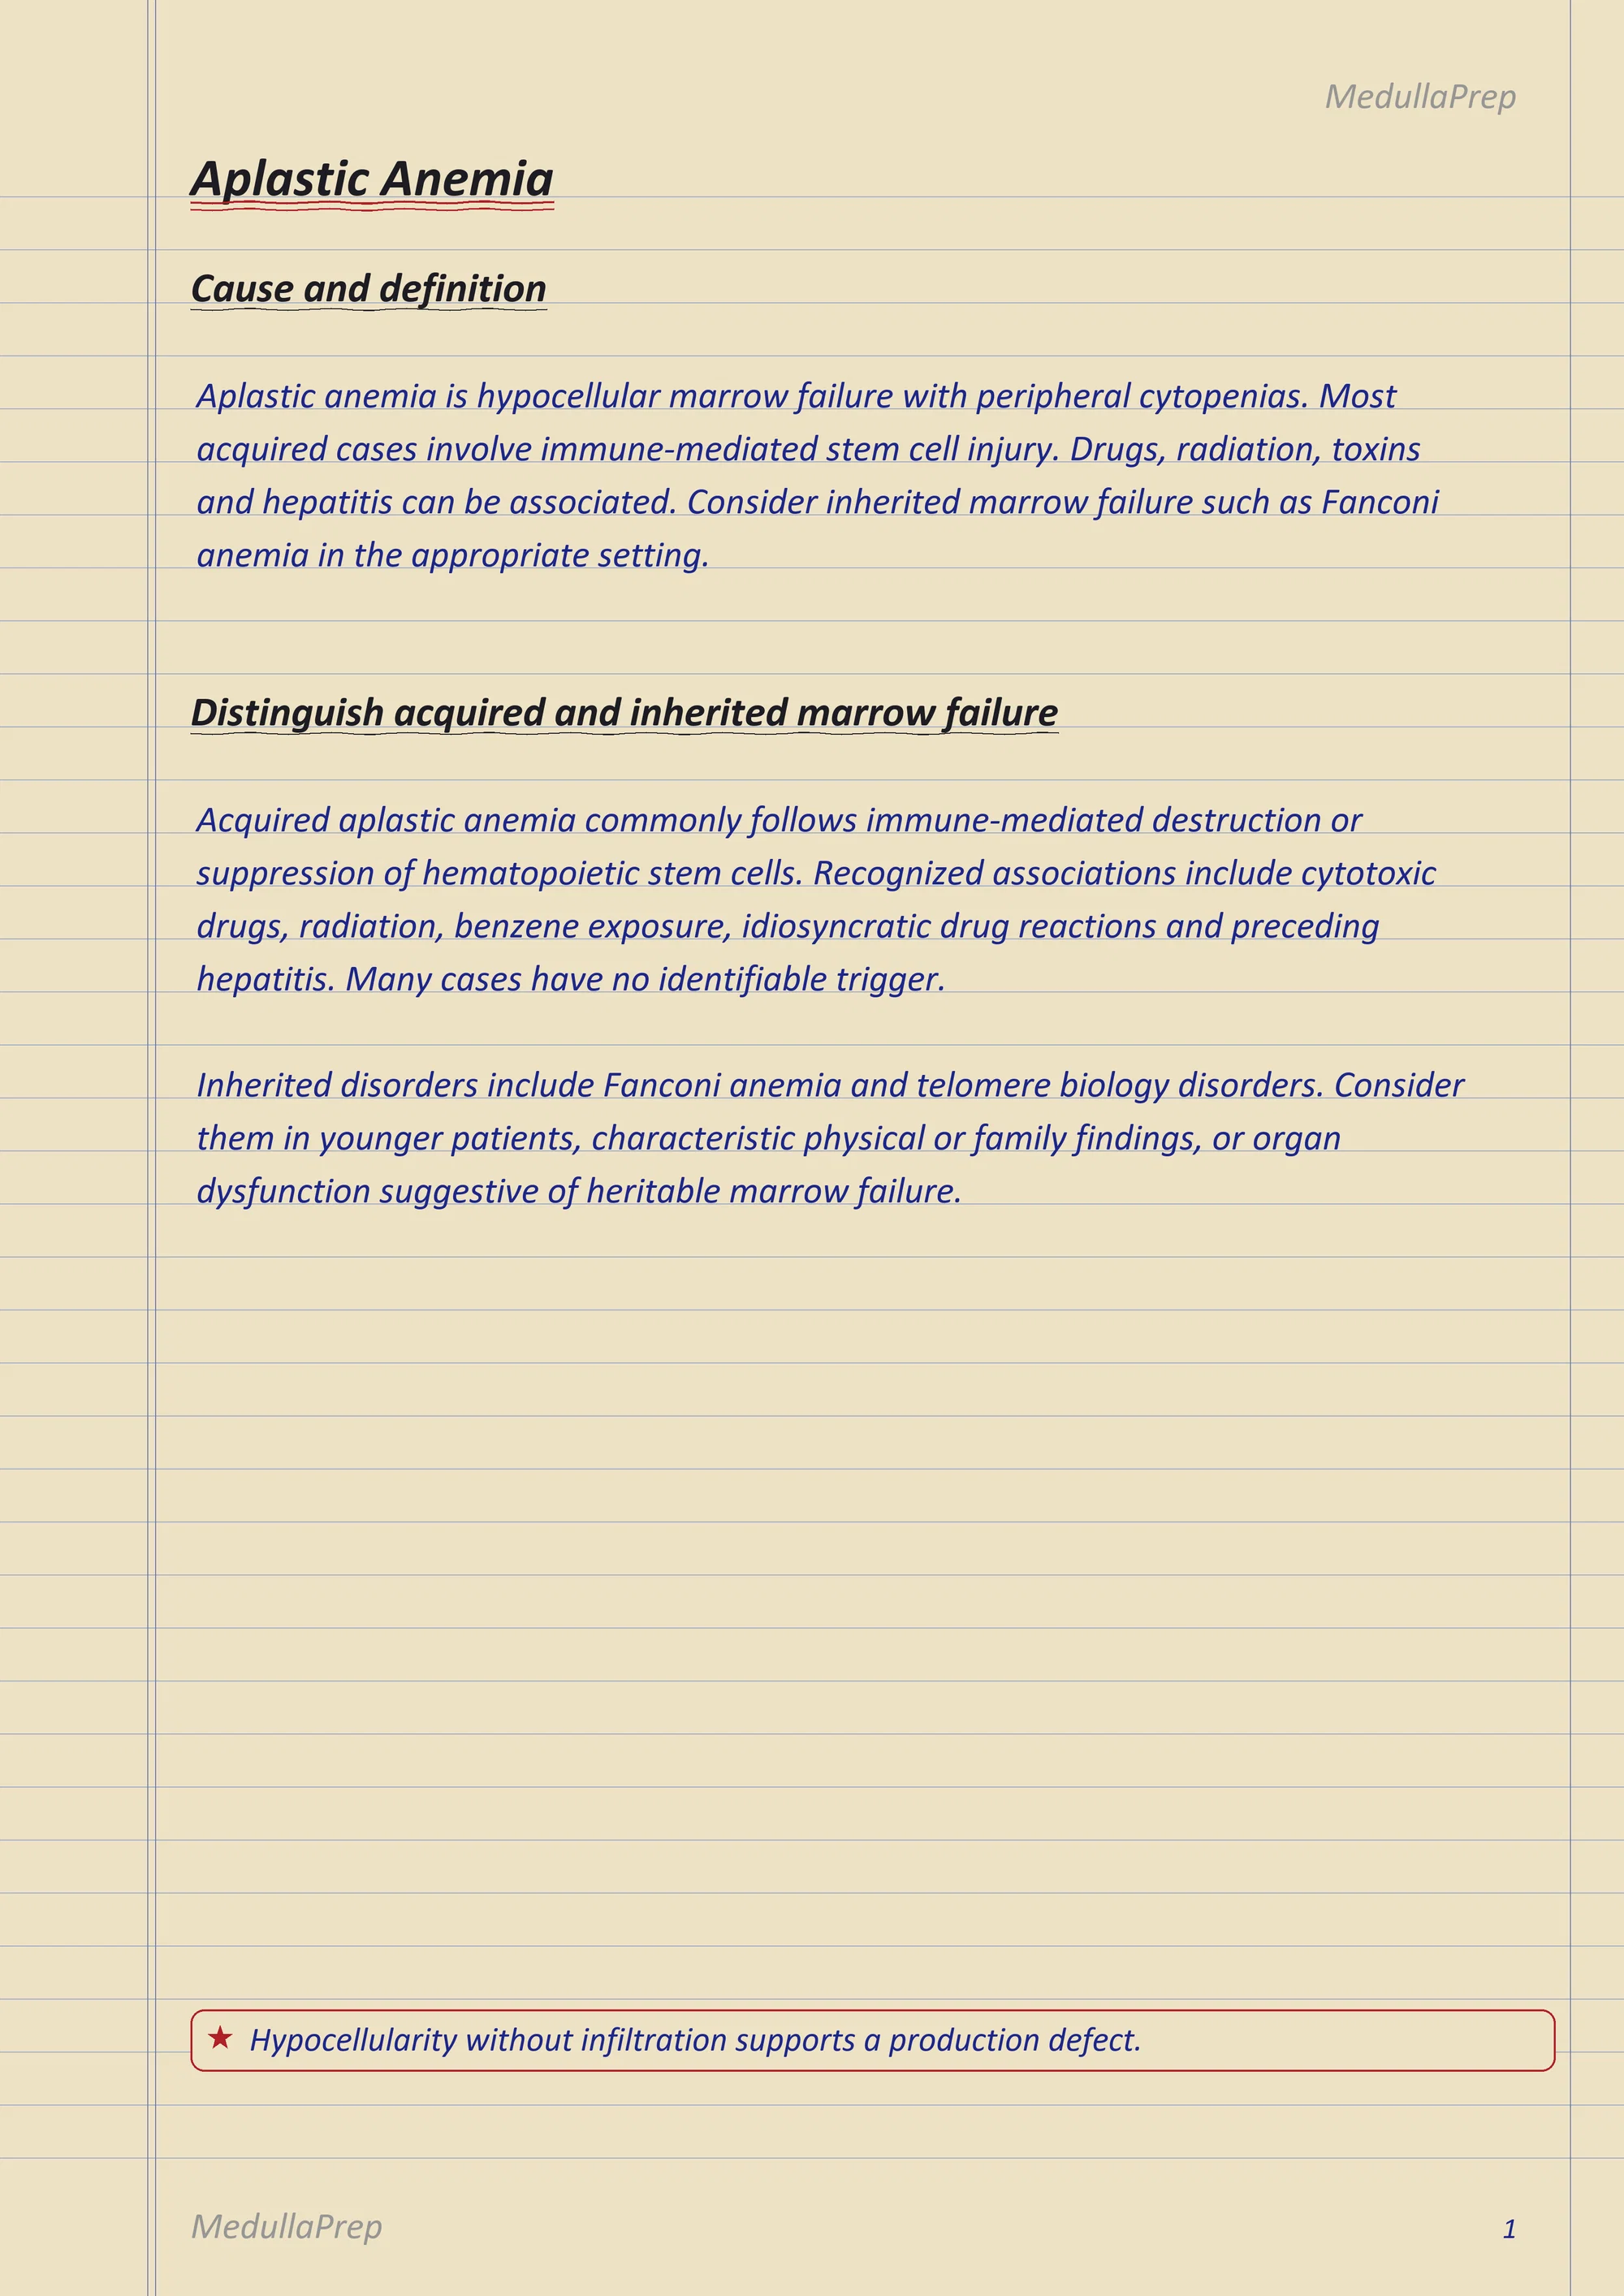 MedullaPrep
Aplastic Anemia
Cause and definition
Aplastic anemia is hypocellular marrow failure with peripheral cytopenias. Most
acquired cases involve immune-mediated stem cell injury. Drugs, radiation, toxins
and hepatitis can be associated. Consider inherited marrow failure such as Fanconi
anemia in the appropriate setting.
Distinguish acquired and inherited marrow failure
Acquired aplastic anemia commonly follows immune-mediated destruction or
suppression of hematopoietic stem cells. Recognized associations include cytotoxic
drugs, radiation, benzene exposure, idiosyncratic drug reactions and preceding
hepatitis. Many cases have no identifiable trigger.
Inherited disorders include Fanconi anemia and telomere biology disorders. Consider
them in younger patients, characteristic physical or family findings, or organ
dysfunction suggestive of heritable marrow failure.
★ Hypocellularity without infiltration supports a production defect.
MedullaPrep
1